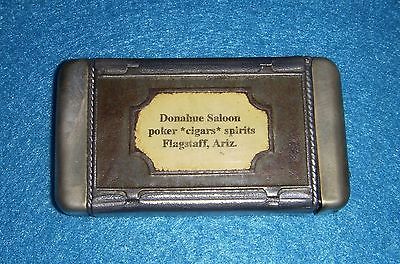 Donahue Saloon
poker *cigars* spirits
Flagstaff, Ariz.